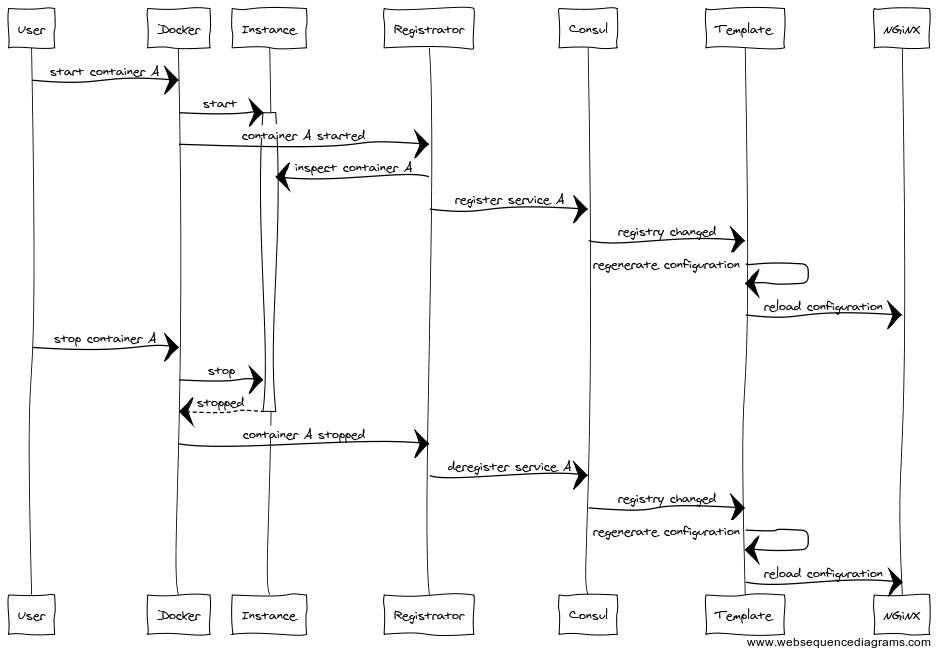 User Docker Instance Registrator Consul Template NGiNX
start container A
start
container A started
inspect container A
register service A
registry changed
regenerate configuration
reload configuration
stop container A
stop
stopped
container A stopped
deregister service A
registry changed
regenerate configuration
reload configuration
User Docker Instance Registrator Consul Template NGiNX
www.websequencediagrams.com